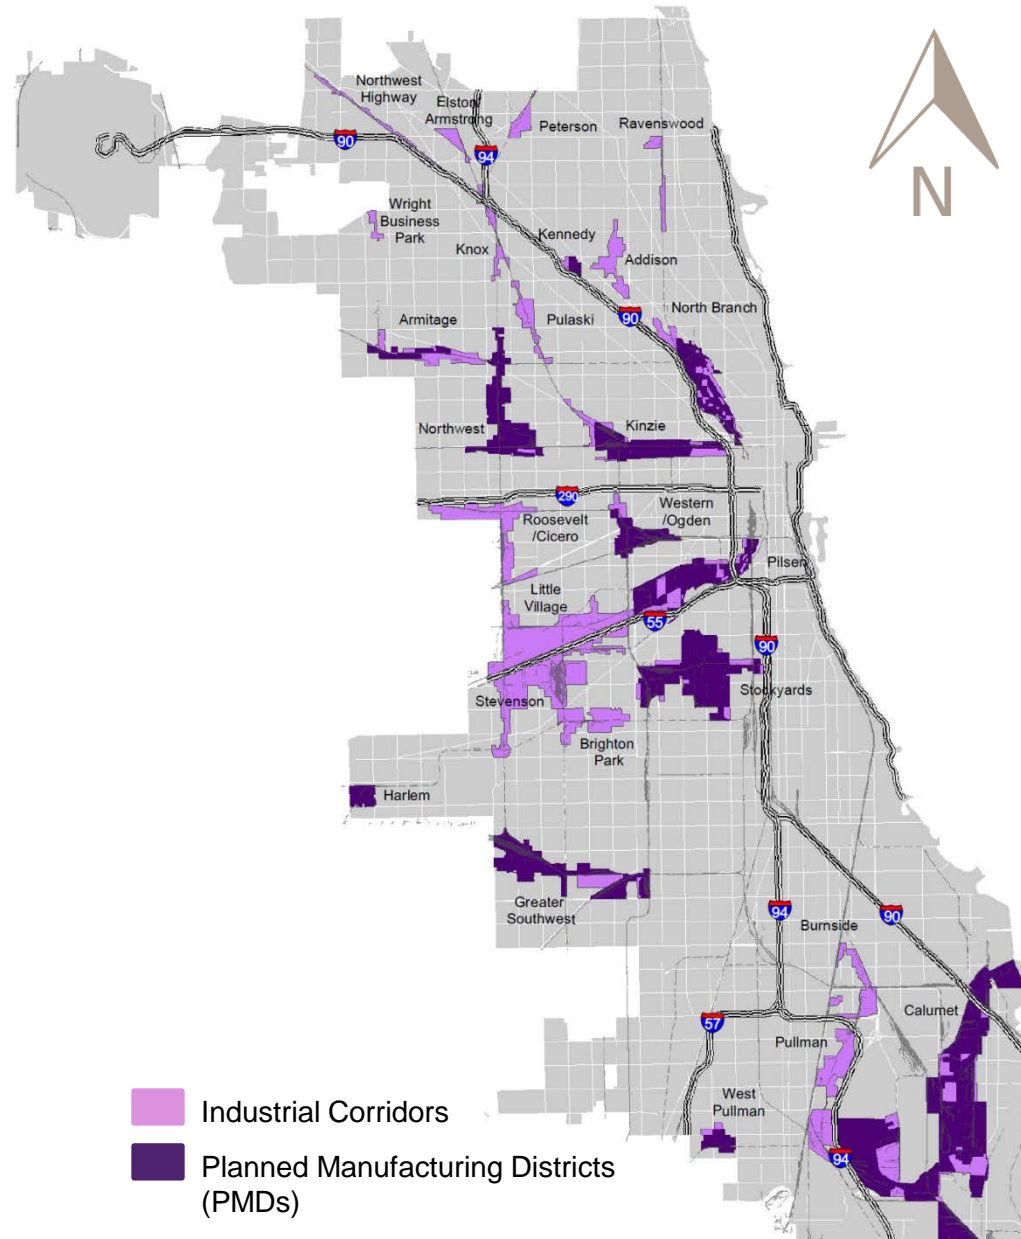 Northwest
Highway
Elston/
Armstrong
Peterson
Ravenswood
90
94
N
Wright
Business
Park
Knox
Kennedy
Addison
Armitage
Pulaski
90
North Branch
Northwest
Kinzie
290
Roosevelt
/Cicero
Western
/Ogden
Pilsen
Little
Village
55
90
Stevenson
Stockyards
Brighton
Park
Harlem
Greater
Southwest
94
90
Burnside
57
Calumet
Pullman
West
Pullman
94
Industrial Corridors
Planned Manufacturing Districts
(PMDs)